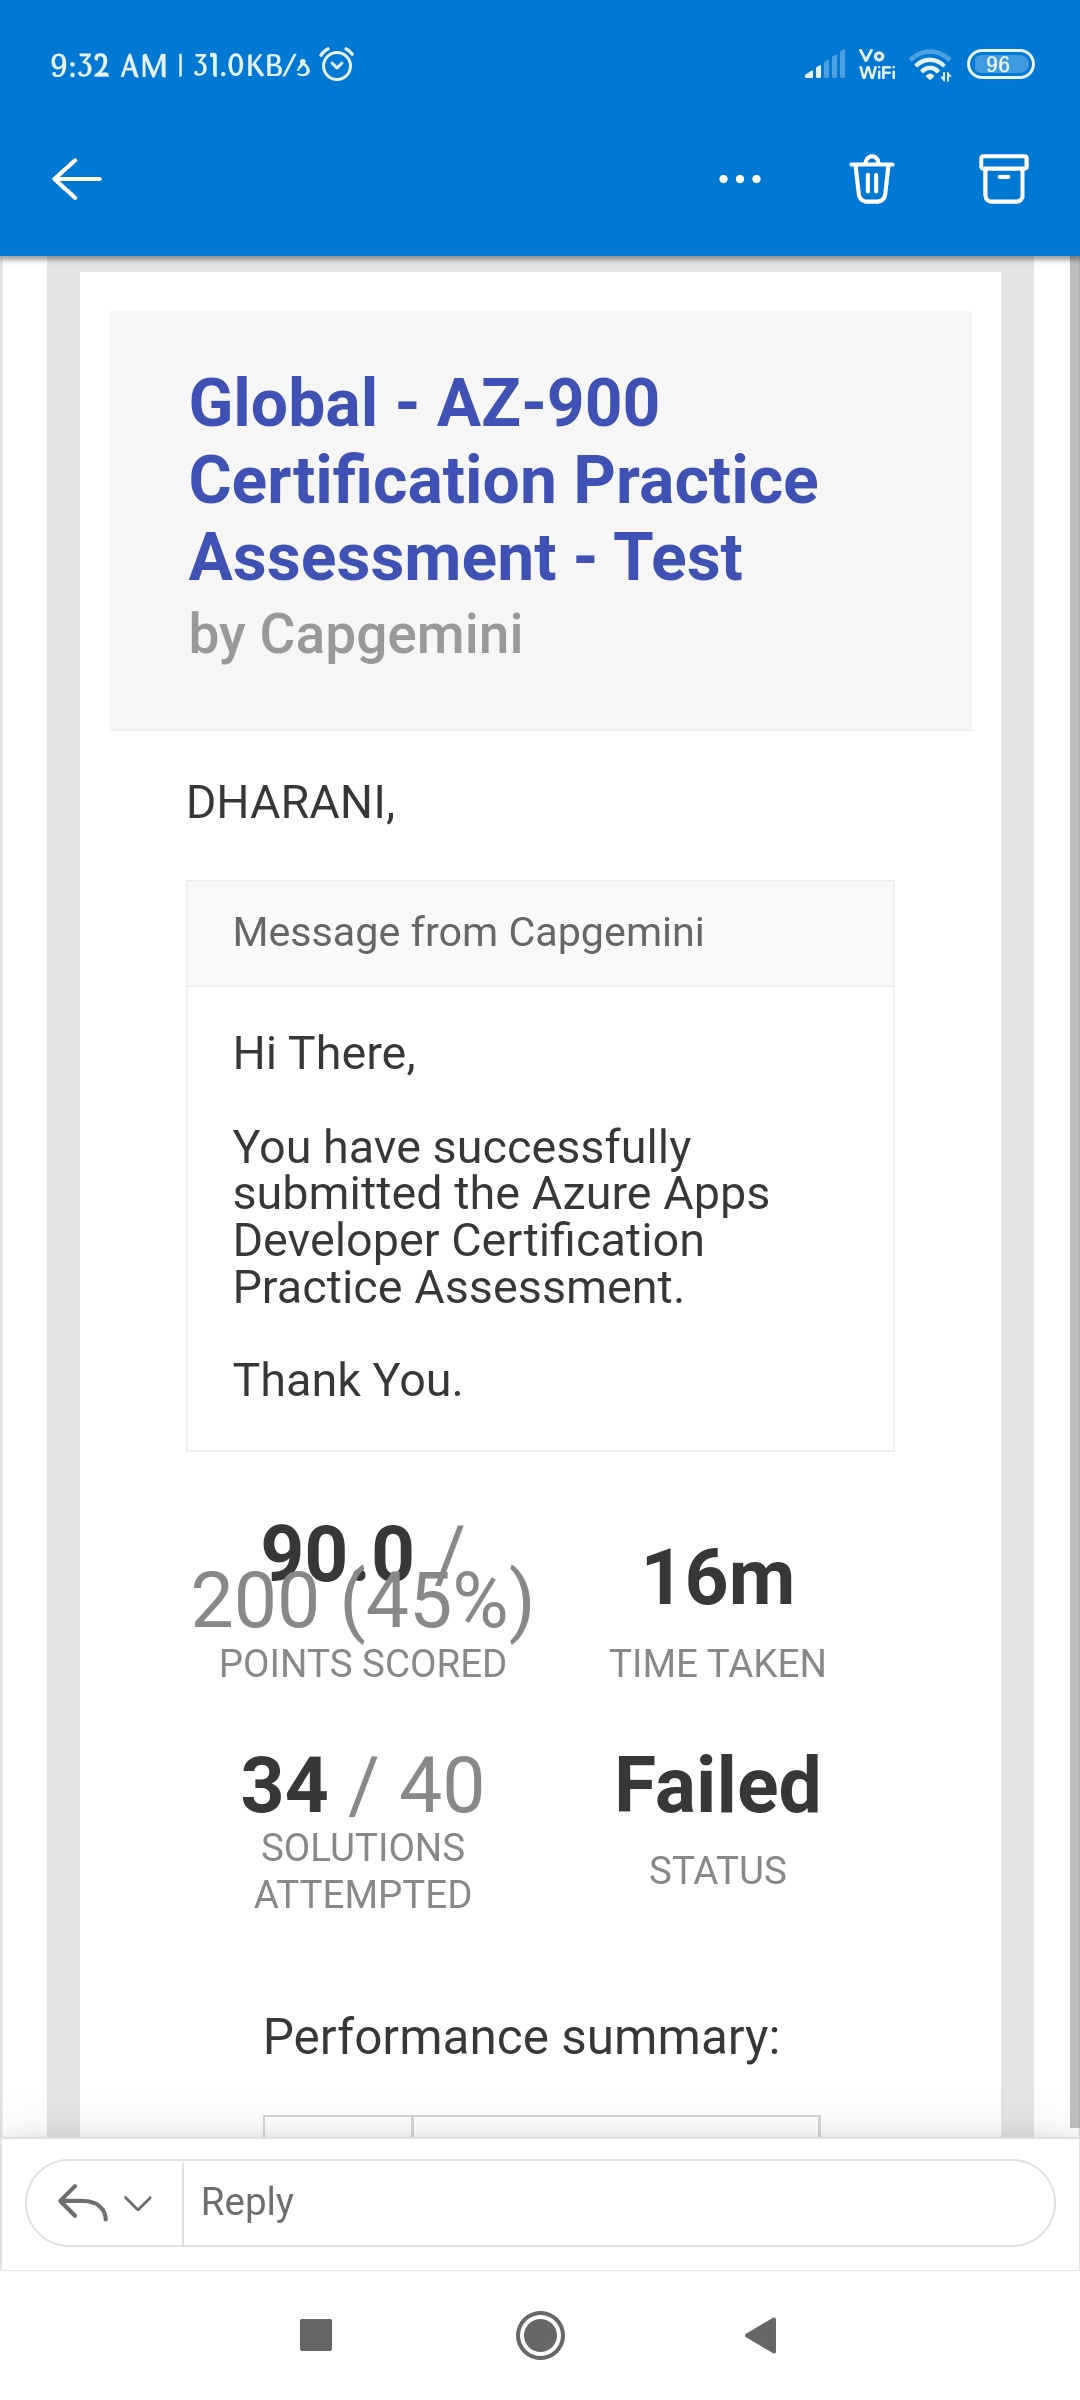 9:32 AM | 31.0KB/s
Vo
WiFi
96
Global - AZ-900
Certification Practice
Assessment - Test
by Capgemini
DHARANI,
Message from Capgemini
Hi There,
You have successfully
submitted the Azure Apps
Developer Certification
Practice Assessment.
Thank You.
90.0 /
200 (45%)
POINTS SCORED
16m
TIME TAKEN
34 / 40
SOLUTIONS
ATTEMPTED
Failed
STATUS
Performance summary:
Reply